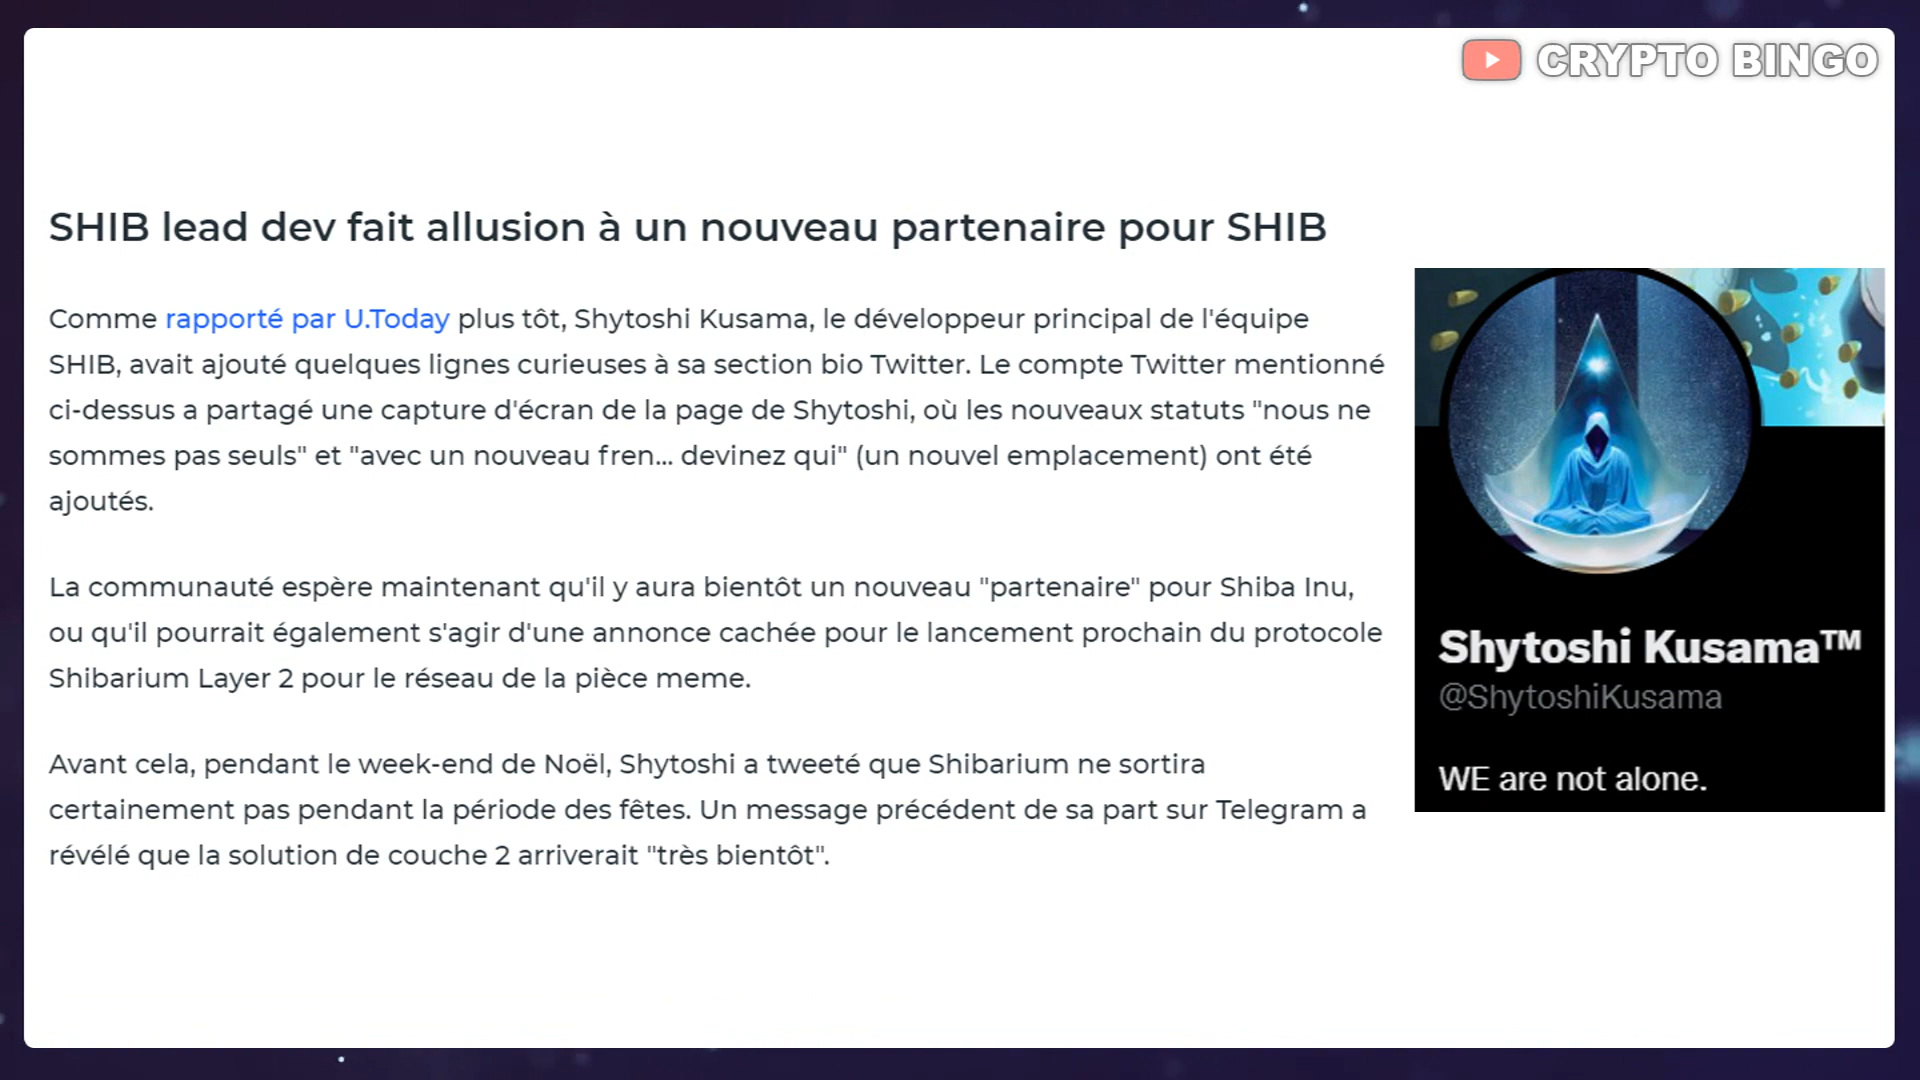 CRYPTO BINGO
SHIB lead dev fait allusion à un nouveau partenaire pour SHIB
Comme rapporté par U.Today plus tôt, Shytoshi Kusama, le développeur principal de l'équipe
SHIB, avait ajouté quelques lignes curieuses à sa section bio Twitter. Le compte Twitter mentionné
ci-dessus a partagé une capture d'écran de la page de Shytoshi, où les nouveaux statuts "nous ne
sommes pas seuls" et "avec un nouveau fren... devinez qui" (un nouvel emplacement) ont été
ajoutés.
La communauté espère maintenant qu'il y aura bientôt un nouveau "partenaire" pour Shiba Inu,
ou qu'il pourrait également s'agir d'une annonce cachée pour le lancement prochain du protocole
Shibarium Layer 2 pour le réseau de la pièce meme.
Avant cela, pendant le week-end de Noël, Shytoshi a tweeté que Shibarium ne sortira
certainement pas pendant la période des fêtes. Un message précédent de sa part sur Telegram a
révélé que la solution de couche 2 arriverait "très bientôt".
Shytoshi Kusama™
@ShytoshiKusama
WE are not alone.